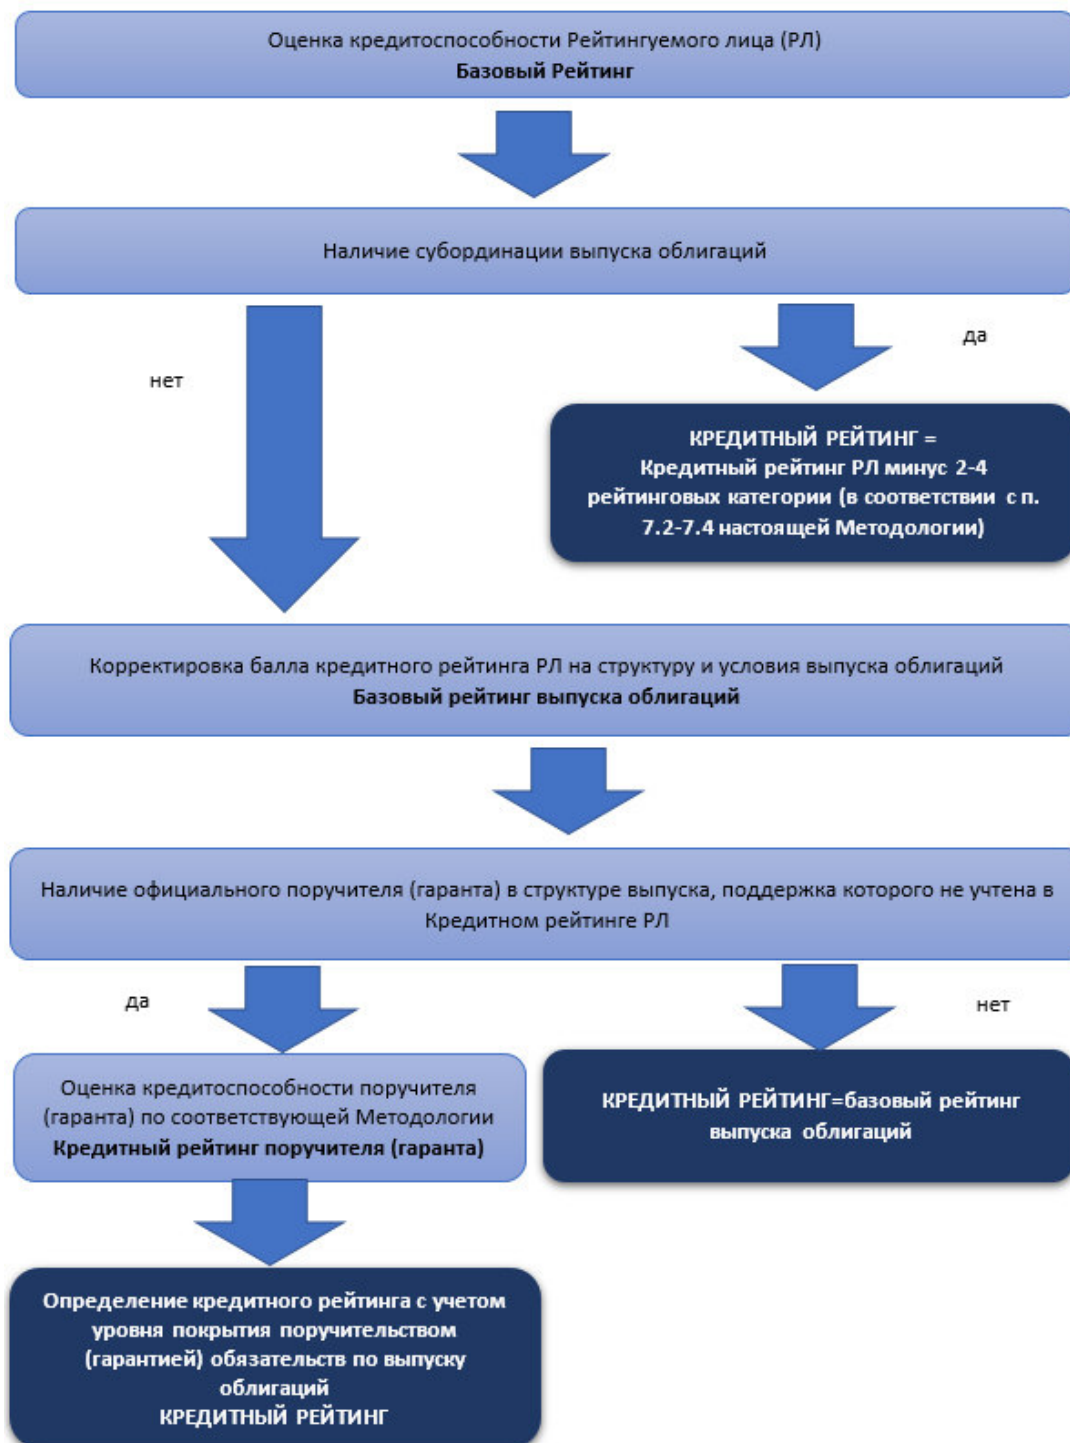 Оценка кредитоспособности Рейтингуемого лица (РЛ)
Базовый Рейтинг
Наличие субординации выпуска облигаций
да
нет
КРЕДИТНЫЙ РЕЙТИНГ =
Кредитный рейтинг РЛ минус 2-4
рейтинговых категории (в соответствии с п.
7.2-7.4 настоящей Методологии)
Корректировка балла кредитного рейтинга РЛ на структуру и условия выпуска облигаций
Базовый рейтинг выпуска облигаций
Наличие официального поручителя (гаранта) в структуре выпуска, поддержка которого не учтена в
Кредитном рейтинге РЛ
да
нет
Оценка кредитоспособности поручителя
(гаранта) по соответствующей Методологии
Кредитный рейтинг поручителя (гаранта)
КРЕДИТНЫЙ РЕЙТИНГ=базовый рейтинг
выпуска облигаций
Определение кредитного рейтинга с учетом
уровня покрытия поручительством
(гарантией) обязательств по выпуску
облигаций
КРЕДИТНЫЙ РЕЙТИНГ